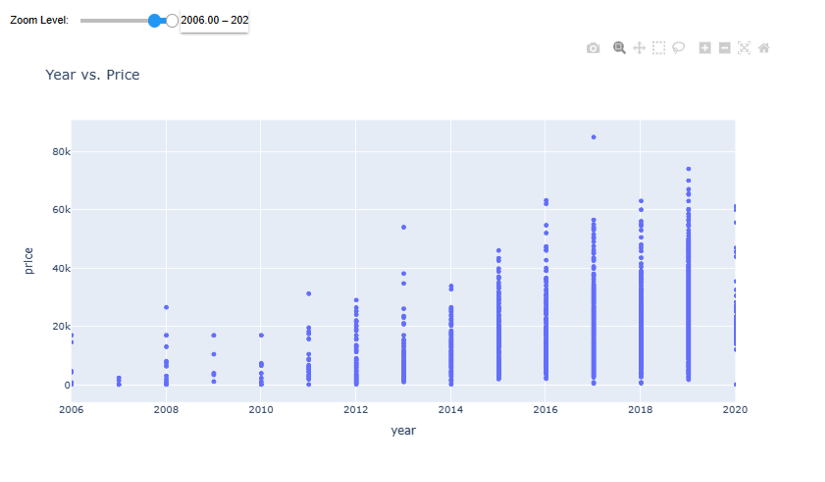 Zoom Level: 2006.00 – 202
Year vs. Price
80k
60k
40k
20k
0
price
2006 2008 2010 2012 2014 2016 2018 2020
year